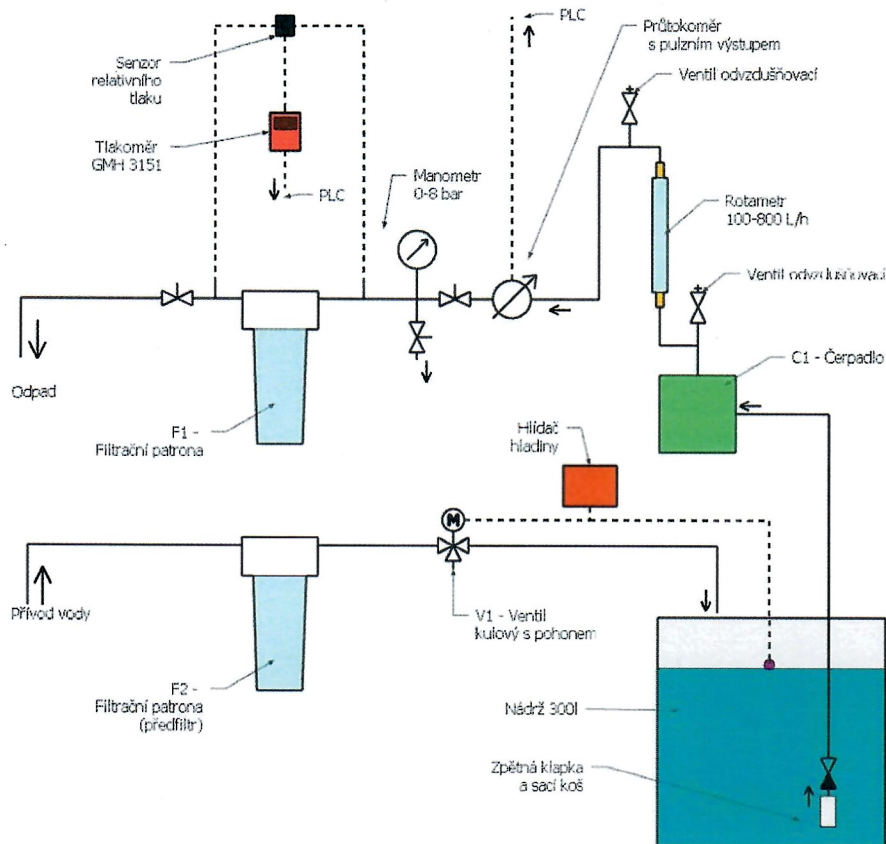 PLC
Průtokoměr
s pulzním výstupem
Senzor
relativního
tlaku
Ventil odvzdušňovací
Tlakoměr
GMH 3151
PLC
Manometr
0-8 bar
Rotametr
100-800 L/h
Ventil odvzdušňovací
C1 - Čerpadlo
Odpad
F1 -
Filtrační patrona
Hlídač
hladiny
M
Přívod vody
V1 - Ventil
kulový s pohonem
F2 -
Filtrační patrona
(předfiltr)
Nádrž 300l
Zpětná klapka
a sací koš